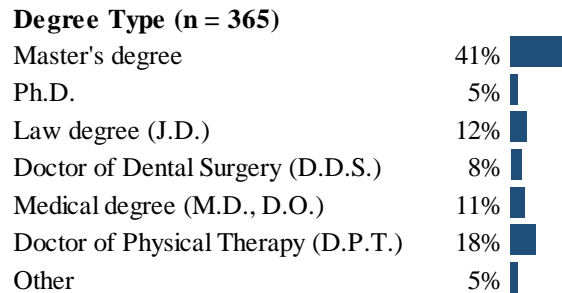 Degree Type (n = 365)
Master's degree 41%
Ph.D. 5%
Law degree (J.D.) 12%
Doctor of Dental Surgery (D.D.S.) 8%
Medical degree (M.D., D.O.) 11%
Doctor of Physical Therapy (D.P.T.) 18%
Other 5%